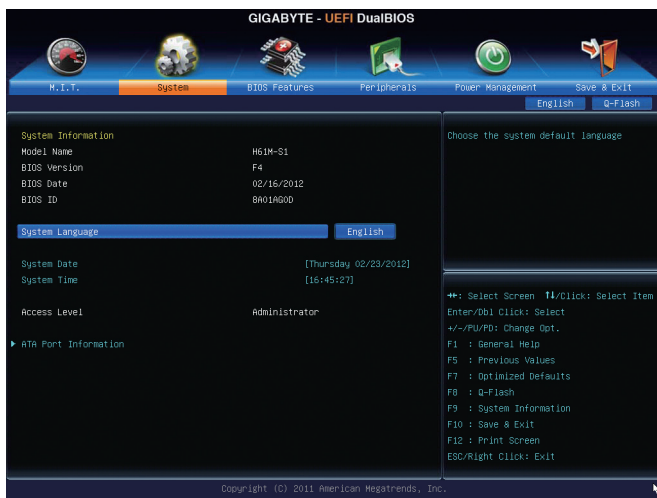 GIGABYTE - UEFI DualBIOS
M.I.T. System BIOS Features Peripherals Power Management Save & Exit
English Q-Flash
System Information
Model Name H61M-S1
BIOS Version F4
BIOS Date 02/16/2012
BIOS ID 8A01AG0D
System Language English
System Date [Thursday 02/23/2012]
System Time [16:45:27]
Access Level Administrator
ATA Port Information
Choose the system default language
→←: Select Screen ↑↓/Click: Select Item
Enter/Dbl Click: Select
+/-/PU/PD: Change Opt.
F1 : General Help
F5 : Previous Values
F7 : Optimized Defaults
F8 : Q-Flash
F9 : System Information
F10 : Save & Exit
F12 : Print Screen
ESC/Right Click: Exit
Copyright (C) 2011 American Megatrends, Inc.